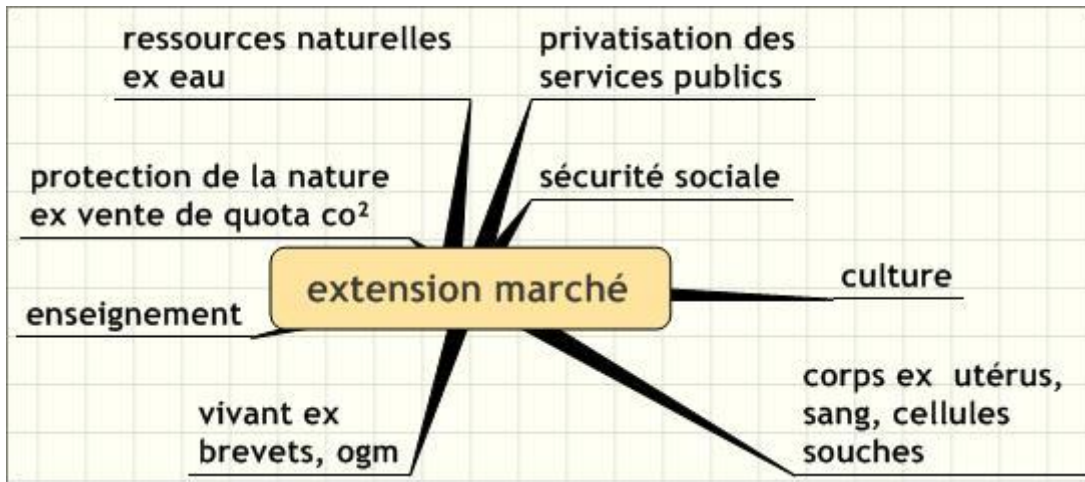 ressources naturelles
ex eau
privatisation des
services publics
protection de la nature
ex vente de quota co²
sécurité sociale
extension marché
culture
enseignement
corps ex utérus,
sang, cellules
souches
vivant ex
brevets, ogm